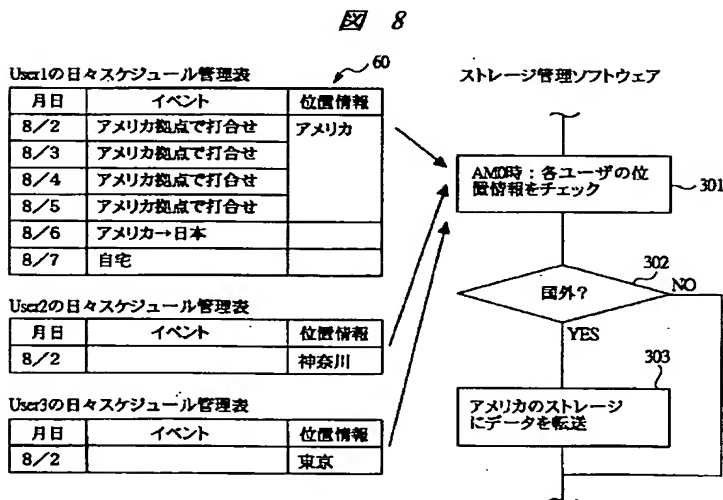 図 8
60
User1の日々スケジュール管理表
月日 イベント 位置情報
8/2 アメリカ拠点で打合せ アメリカ
8/3 アメリカ拠点で打合せ
8/4 アメリカ拠点で打合せ
8/5 アメリカ拠点で打合せ
8/6 アメリカ→日本
8/7 自宅
User2の日々スケジュール管理表
月日 イベント 位置情報
8/2 神奈川
User3の日々スケジュール管理表
月日 イベント 位置情報
8/2 東京
ストレージ管理ソフトウェア
AM0時:各ユーザの位
置情報をチェック
301
国外?
302
NO
YES
303
アメリカのストレージ
にデータを転送